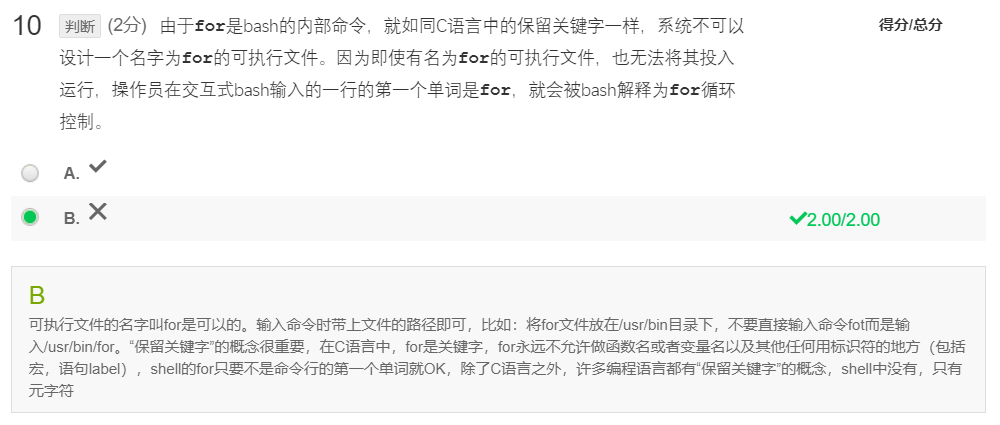 10 判断 (2分) 由于for是bash的内部命令，就如同C语言中的保留关键字一样，系统不可以 得分/总分
设计一个名字为for的可执行文件。因为即使有名为for的可执行文件，也无法将其投入
运行，操作员在交互式bash输入的一行的第一个单词是for，就会被bash解释为for循环
控制。
A. ✓
B. ✕ ✓2.00/2.00
B
可执行文件的名字叫for是可以的。输入命令时带上文件的路径即可，比如：将for文件放在/usr/bin目录下，不要直接输入命令fot而是输
入/usr/bin/for。“保留关键字”的概念很重要，在C语言中，for是关键字，for永远不允许做函数名或者变量名以及其他任何用标识符的地方（包括
宏，语句label），shell的for只要不是命令行的第一个单词就OK，除了C语言之外，许多编程语言都有“保留关键字”的概念，shell中没有，只有
元字符